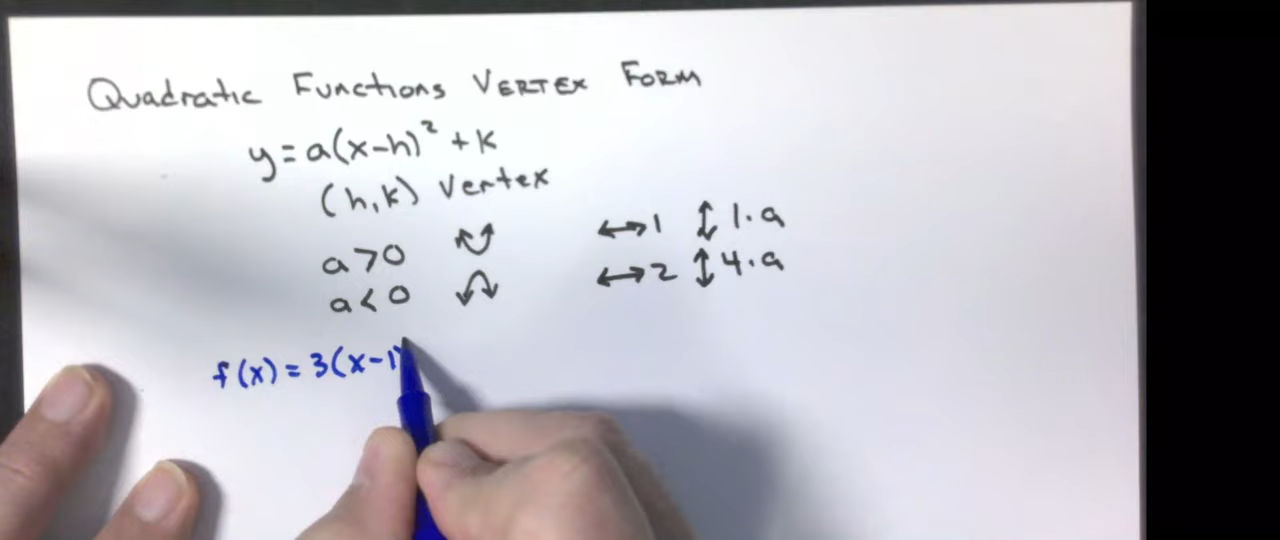 Quadratic Functions VERTEX FORM
y=a(x-h)²+k
(h,k) Vertex
a>0 ↔1 ↕1·a
a<0 ↔2 ↕4·a
f(x)=3(x-1)